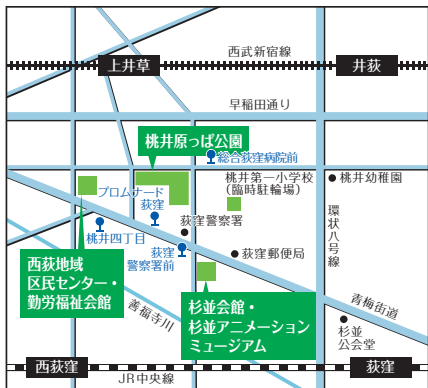 西武新宿線
上井草
井荻
早稲田通り
桃井原っぱ公園
総合荻窪病院前
プロムナード
荻窪
桃井第一小学校
(臨時駐輪場)
桃井幼稚園
環状八号線
桃井四丁目
荻窪警察署
荻窪
警察署前
荻窪郵便局
西荻地域
区民センター・
勤労福祉会館
善福寺川
杉並会館・
杉並アニメーション
ミュージアム
青梅街道
杉並
公会堂
西荻窪
JR中央線
荻窪